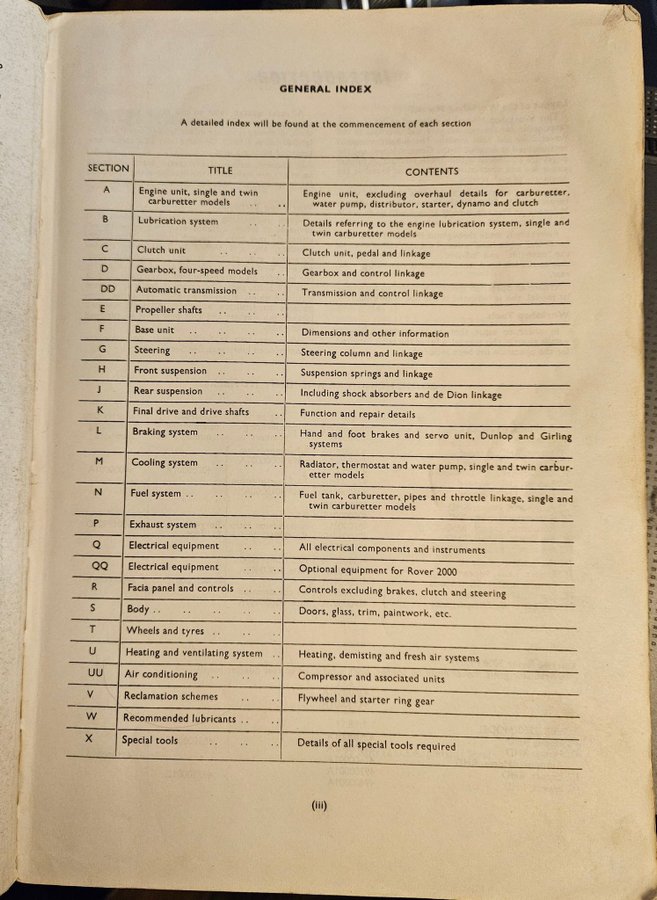 GENERAL INDEX
A detailed index will be found at the commencement of each section
SECTION TITLE CONTENTS
A Engine unit, single and twin Engine unit, excluding overhaul details for carburetter,
carburetter models .. .. water pump, distributor, starter, dynamo and clutch
B Lubrication system .. .. Details referring to the engine lubrication system, single and
twin carburetter models
C Clutch unit .. .. .. Clutch unit, pedal and linkage
D Gearbox, four-speed models .. Gearbox and control linkage
DD Automatic transmission .. .. Transmission and control linkage
E Propeller shafts .. .. ..
F Base unit .. .. .. .. Dimensions and other information
G Steering .. .. .. .. Steering column and linkage
H Front suspension .. .. .. Suspension springs and linkage
J Rear suspension .. .. .. Including shock absorbers and de Dion linkage
K Final drive and drive shafts .. Function and repair details
L Braking system .. .. .. Hand and foot brakes and servo unit, Dunlop and Girling
systems
M Cooling system .. .. .. Radiator, thermostat and water pump, single and twin carbur-
etter models
N Fuel system .. .. .. .. Fuel tank, carburetter, pipes and throttle linkage, single and
twin carburetter models
P Exhaust system .. .. ..
Q Electrical equipment .. .. All electrical components and instruments
QQ Electrical equipment .. .. Optional equipment for Rover 2000
R Facia panel and controls .. .. Controls excluding brakes, clutch and steering
S Body .. .. .. .. .. Doors, glass, trim, paintwork, etc.
T Wheels and tyres .. .. ..
U Heating and ventilating system .. Heating, demisting and fresh air systems
UU Air conditioning .. .. .. Compressor and associated units
V Reclamation schemes .. .. Flywheel and starter ring gear
W Recommended lubricants .. ..
X Special tools .. .. .. Details of all special tools required
(iii)